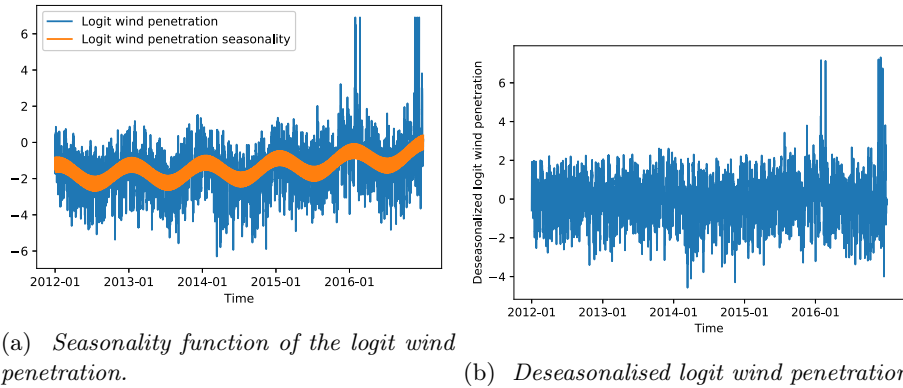 Logit wind penetration
Logit wind penetration seasonality
6
4
2
0
−2
−4
−6
2012-01 2013-01 2014-01 2015-01 2016-01
Time
(a) Seasonality function of the logit wind
penetration.
Deseasonalized logit wind penetration
6
4
2
0
−2
−4
2012-01 2013-01 2014-01 2015-01 2016-01
Time
(b) Deseasonalised logit wind penetration